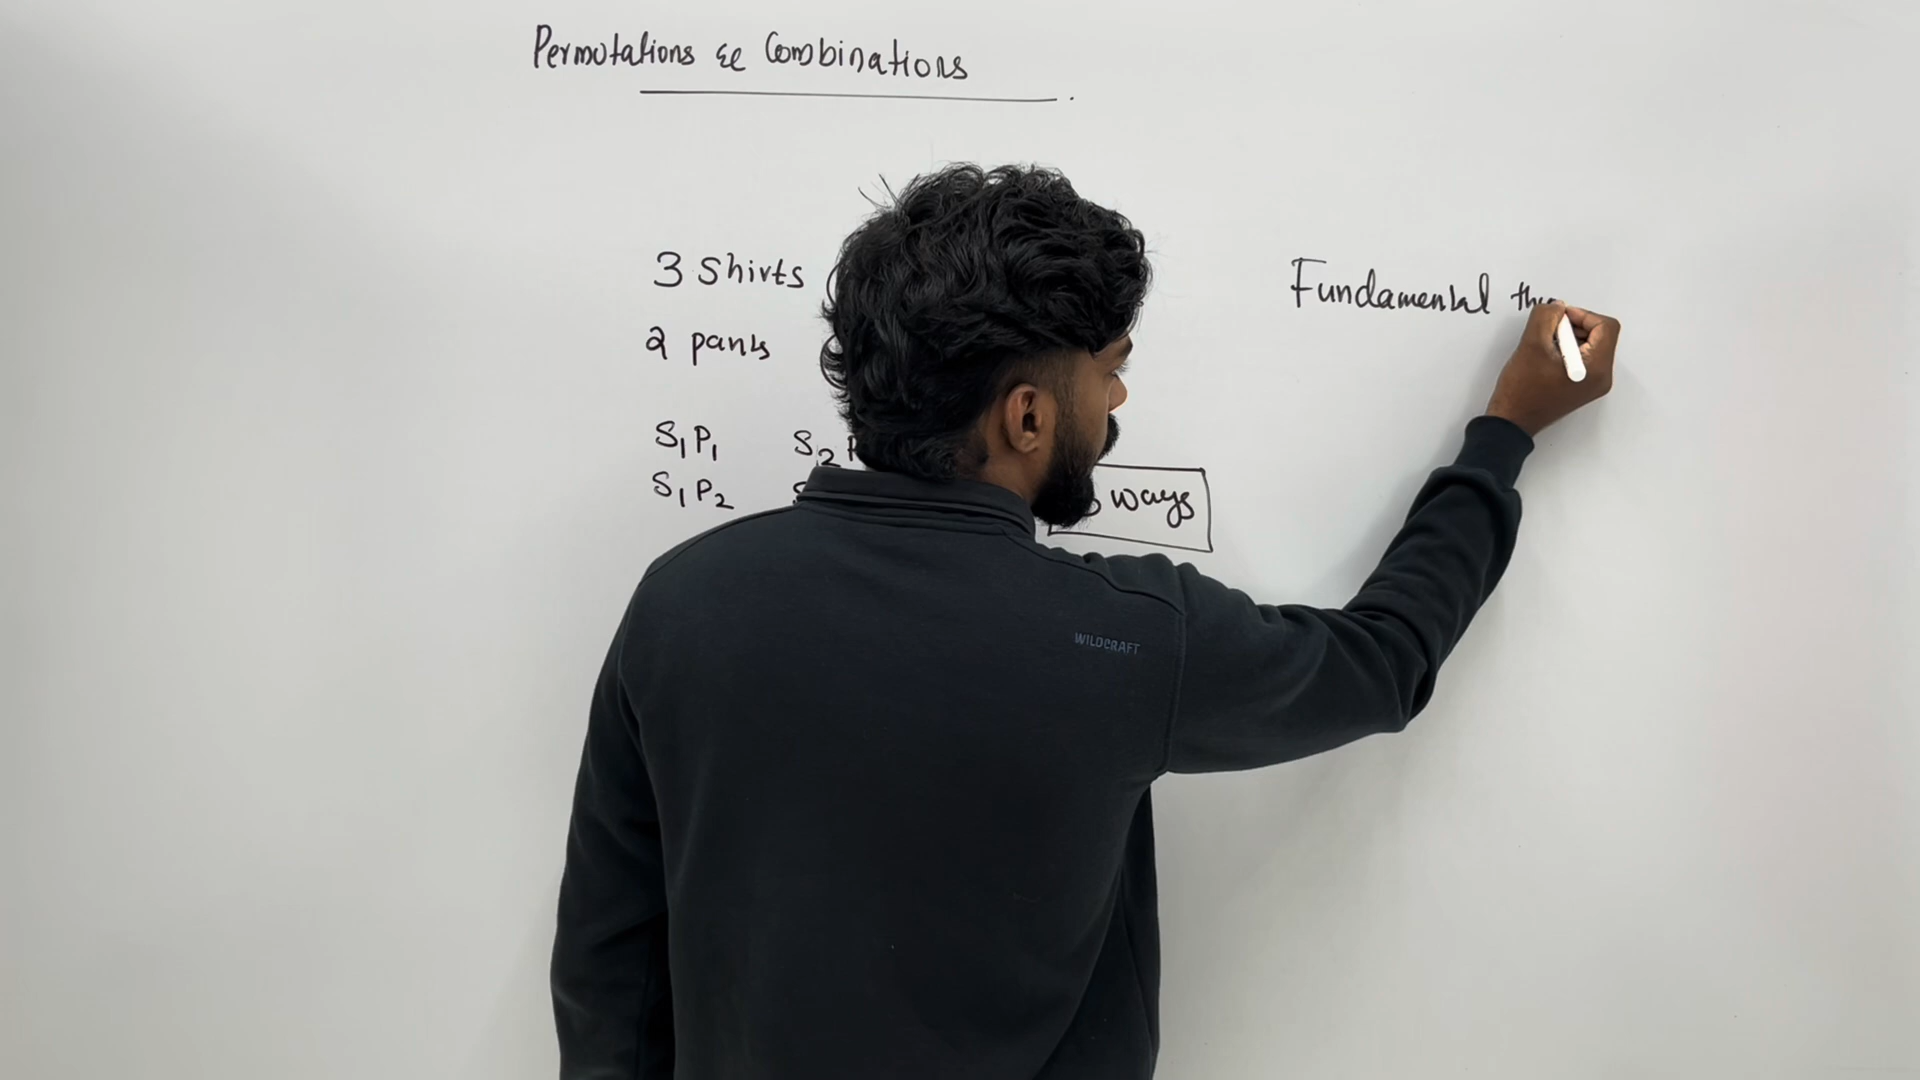 Permutations & Combinations
3 Shirts
2 pants
S1P1 S2
S1P2
ways
Fundamental
WILDCRAFT